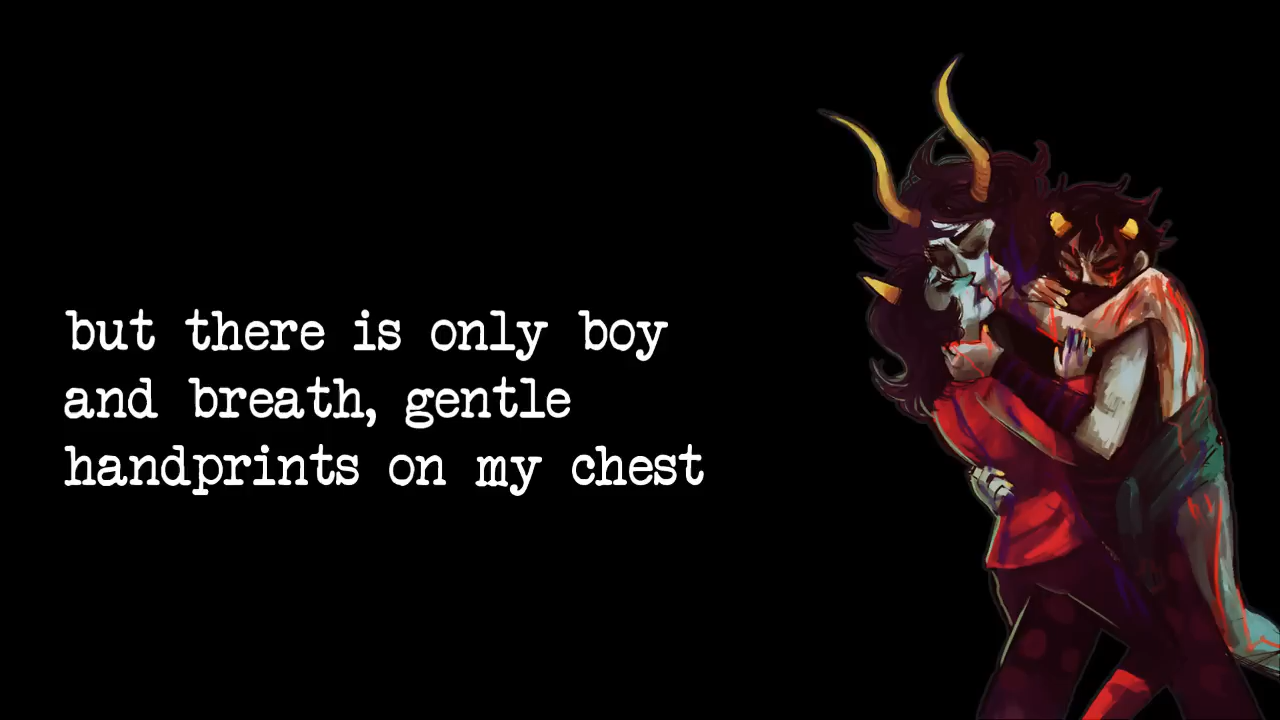 but there is only boy
and breath, gentle
handprints on my chest